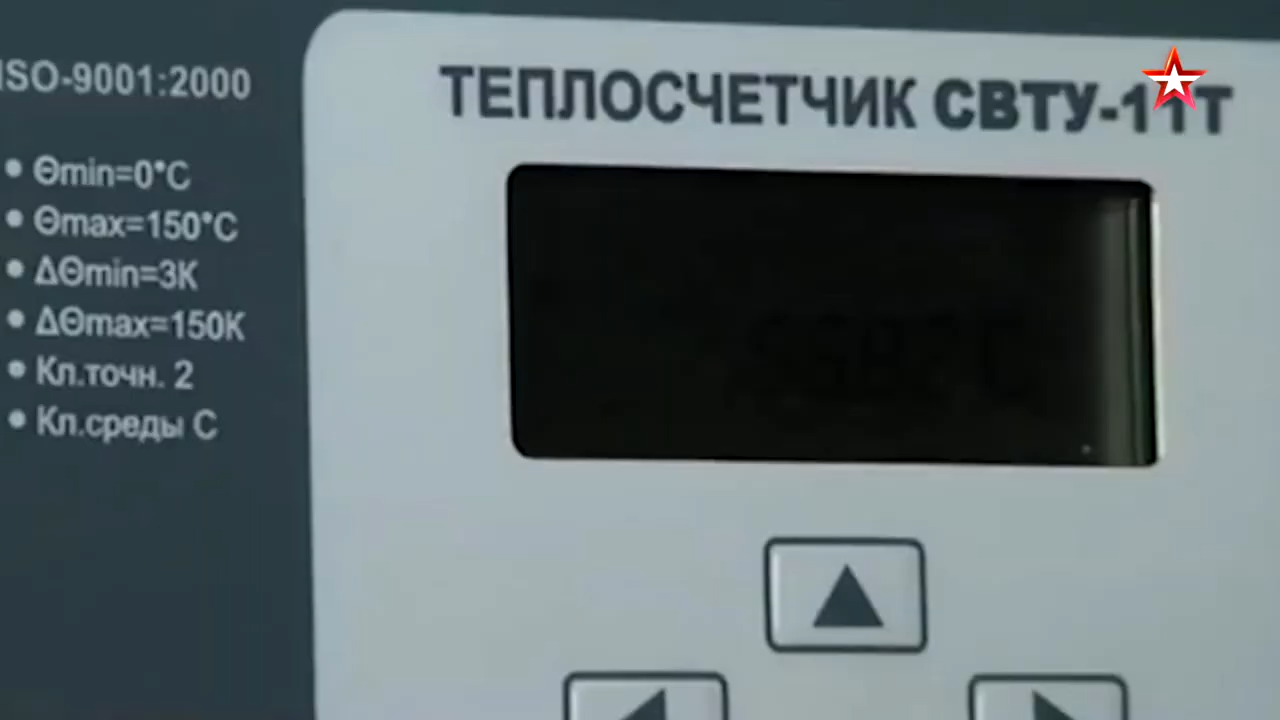 ISO-9001:2000
ТЕПЛОСЧЕТЧИК СВТУ-11Т
• Θmin=0°C
• Θmax=150°C
• ΔΘmin=3K
• ΔΘmax=150K
• Кл.точн. 2
• Кл.среды С